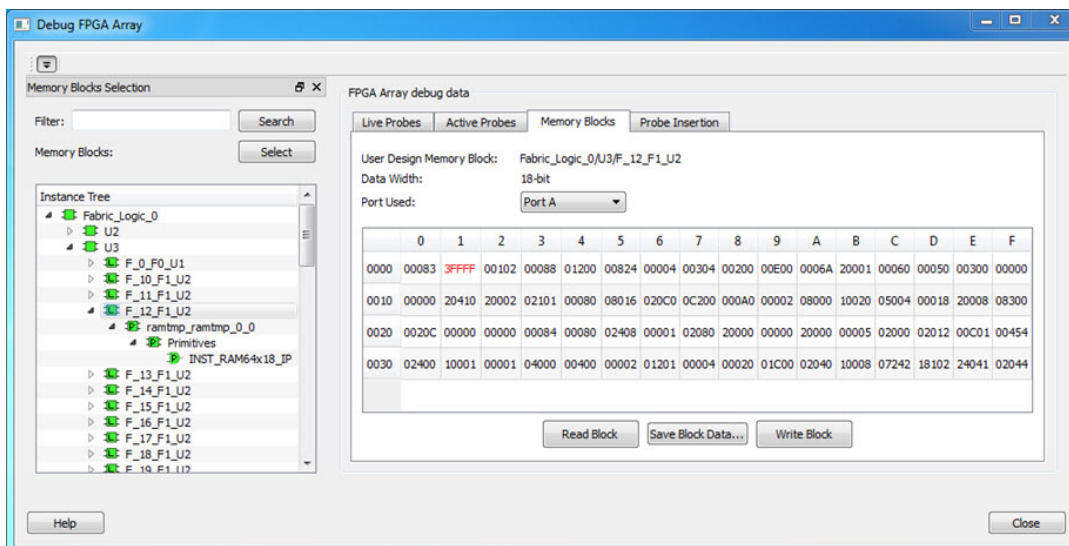 Debug FPGA Array
Memory Blocks Selection
Filter:
Search
Memory Blocks:
Select
Instance Tree
Fabric_Logic_0
U2
U3
F_0_F0_U1
F_10_F1_U2
F_11_F1_U2
F_12_F1_U2
ramtmp_ramtmp_0_0
Primitives
INST_RAM64x18_IP
F_13_F1_U2
F_14_F1_U2
F_15_F1_U2
F_16_F1_U2
F_17_F1_U2
F_18_F1_U2
F_19_F1_U2
FPGA Array debug data
Live Probes Active Probes Memory Blocks Probe Insertion
User Design Memory Block: Fabric_Logic_0/U3/F_12_F1_U2
Data Width: 18-bit
Port Used: Port A
0 1 2 3 4 5 6 7 8 9 A B C D E F
0000 00083 3FFFF 00102 00088 01200 00824 00004 00304 00200 00E00 0006A 20001 00060 00050 00300 00000
0010 00000 20410 20002 02101 00080 08016 020C0 0C200 000A0 00002 08000 10020 05004 00018 20008 08300
0020 0020C 00000 00000 00084 00080 02408 00001 02080 20000 00000 20000 00005 02000 02012 00C01 00454
0030 02400 10001 00001 04000 00400 00002 01201 00004 00020 01C00 02040 10008 07242 18102 24041 02044
Read Block Save Block Data... Write Block
Help Close